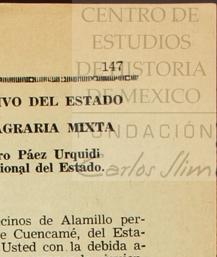 CENTRO DE
ESTUDIOS
DE HISTORIA
DE MEXICO
FUNDACIÓN
Carlos Slim
147
IVO DEL ESTADO
AGRARIA MIXTA
ro Páez Urquidi
ional del Estado.
cinos de Alamillo per-
e Cuencamé, del Esta-
Usted con la debida a-